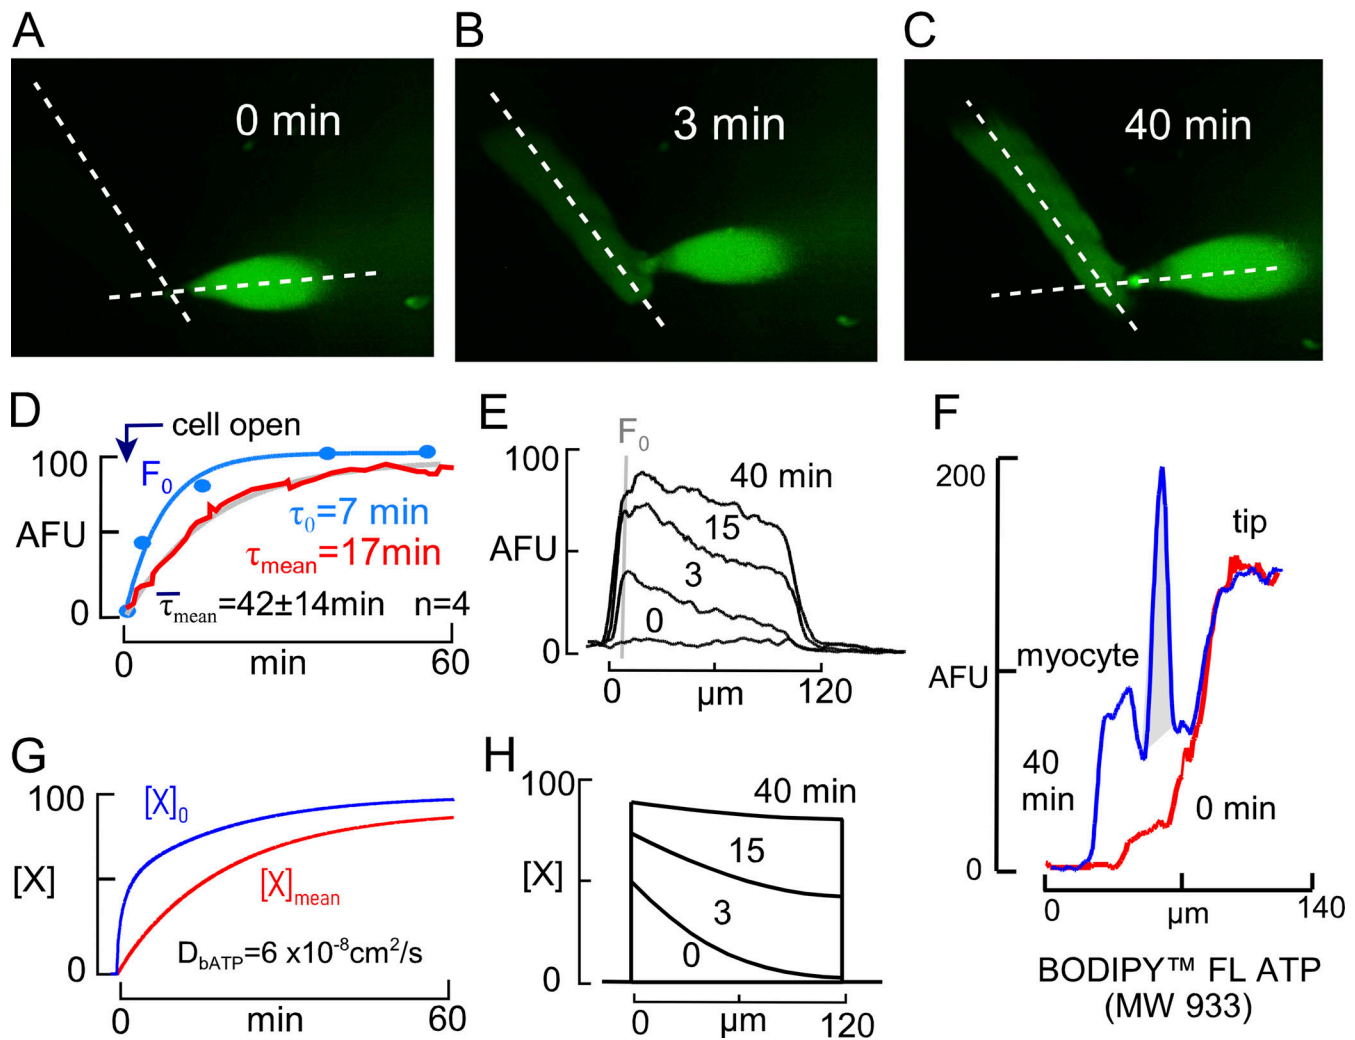 A
0 min
B
3 min
C
40 min
D
cell open
100
F₀
AFU
τ₀=7 min
τmean=17min
0
τ̅mean=42±14min n=4
0
min
60
E
F₀
100
40 min
15
AFU
3
0
0
0
µm
120
F
200
tip
myocyte
AFU
40
min
0 min
0
0
µm
140
BODIPY™ FL ATP
(MW 933)
G
100
[X]₀
[X]
[X]mean
DbATP=6 x10⁻⁸cm²/s
0
0
min
60
H
100
40 min
15
[X]
3
0
0
0
µm
120